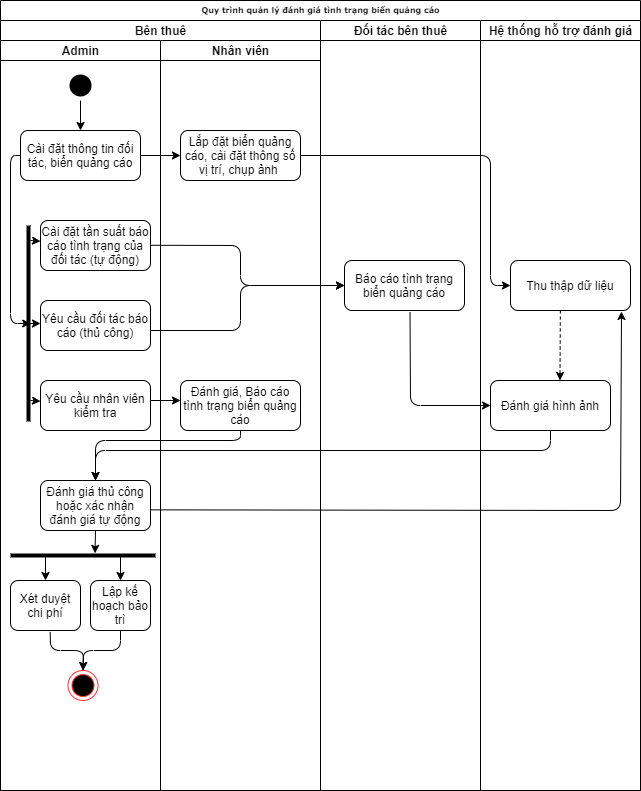 Quy trình quản lý đánh giá tình trạng biển quảng cáo
Bên thuê
Đối tác bên thuê
Hệ thống hỗ trợ đánh giá
Admin
Nhân viên
Cài đặt thông tin đối
tác, biển quảng cáo
Lắp đặt biển quảng
cáo, cài đặt thông số
vị trí, chụp ảnh
Cài đặt tần suất báo
cáo tình trạng của
đối tác (tự động)
Báo cáo tình trạng
biển quảng cáo
Thu thập dữ liệu
Yêu cầu đối tác báo
cáo (thủ công)
Yêu cầu nhân viên
kiểm tra
Đánh giá, Báo cáo
tình trạng biển quảng
cáo
Đánh giá hình ảnh
Đánh giá thủ công
hoặc xác nhận
đánh giá tự động
Xét duyệt
chi phí
Lập kế
hoạch bảo
trì